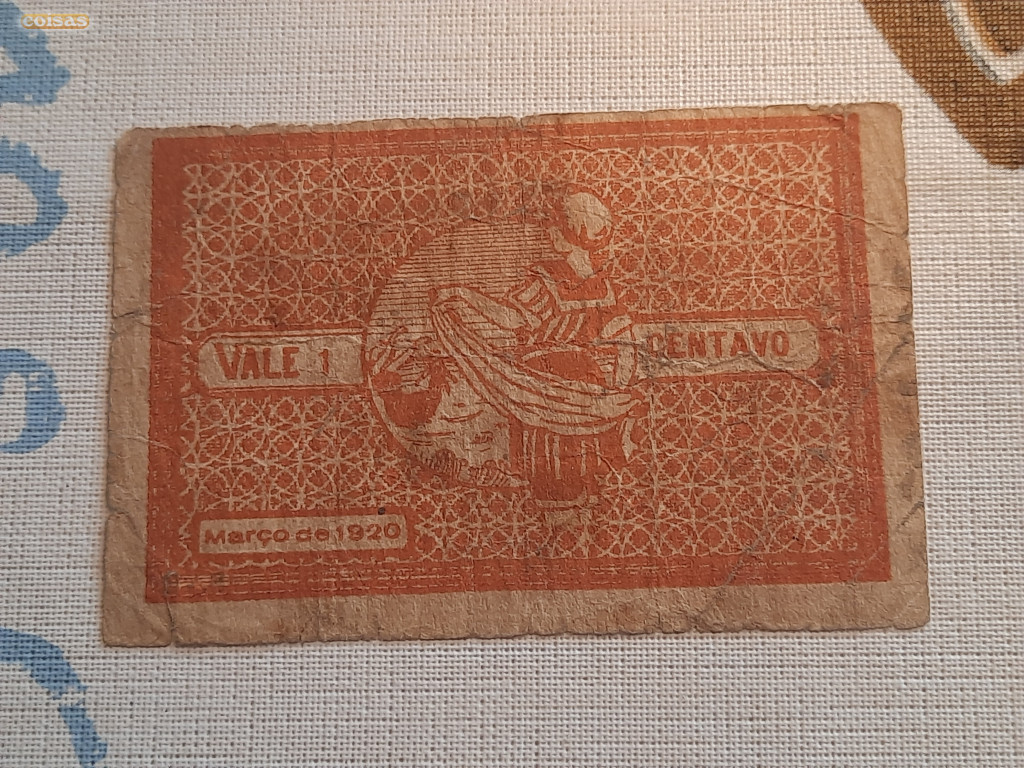 coisas
VALE 1 CENTAVO
Março de 1920